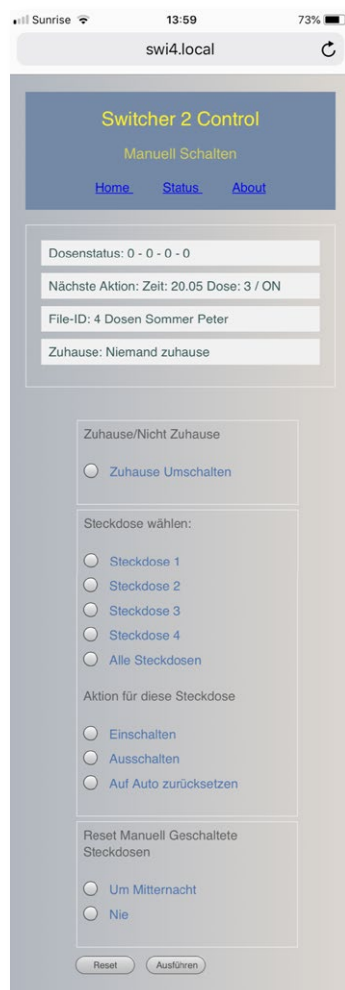 Sunrise 13:59 73%
swi4.local
Switcher 2 Control
Manuell Schalten
Home Status About
Dosenstatus: 0 - 0 - 0 - 0
Nächste Aktion: Zeit: 20.05 Dose: 3 / ON
File-ID: 4 Dosen Sommer Peter
Zuhause: Niemand zuhause
Zuhause/Nicht Zuhause
Zuhause Umschalten
Steckdose wählen:
Steckdose 1
Steckdose 2
Steckdose 3
Steckdose 4
Alle Steckdosen
Aktion für diese Steckdose
Einschalten
Ausschalten
Auf Auto zurücksetzen
Reset Manuell Geschaltete
Steckdosen
Um Mitternacht
Nie
Reset Ausführen